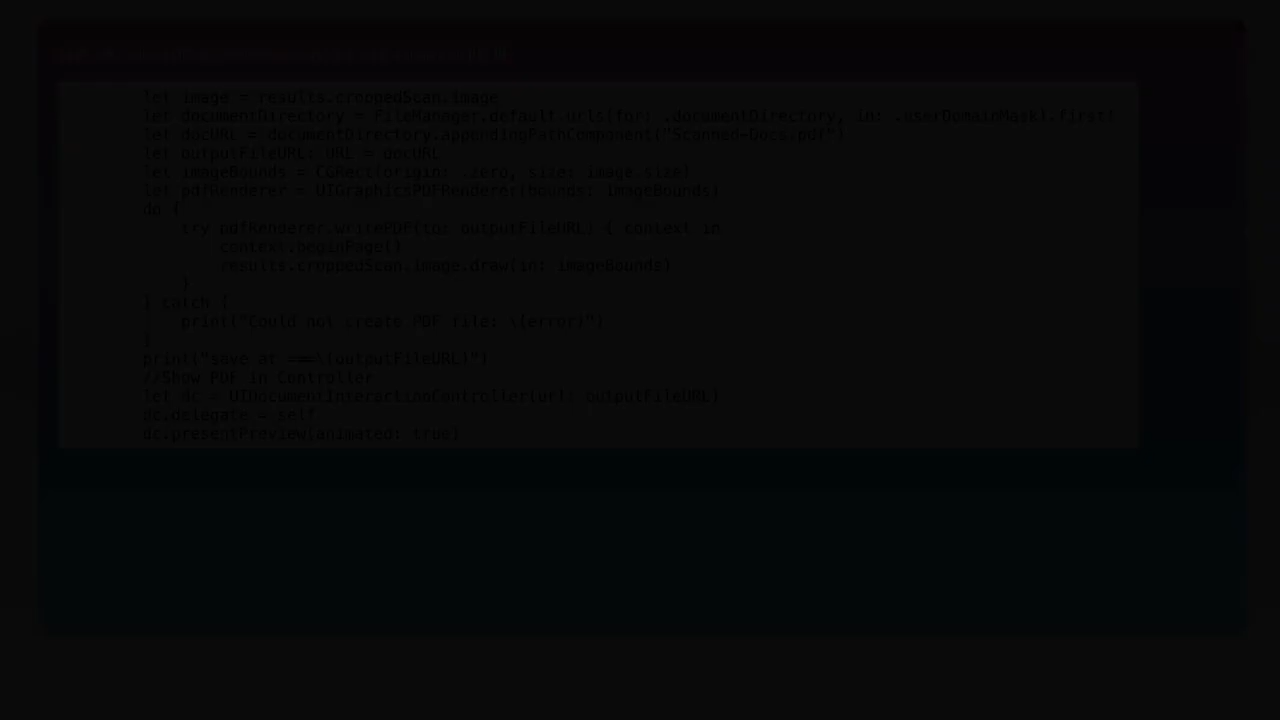 let image = results.croppedScan.image
let documentDirectory = FileManager.default.urls(for: .documentDirectory, in: .userDomainMask).first!
let docURL = documentDirectory.appendingPathComponent("Scanned-Docs.pdf")
let outputFileURL: URL = docURL
let imageBounds = CGRect(origin: .zero, size: image.size)
let pdfRenderer = UIGraphicsPDFRenderer(bounds: imageBounds)
do {
try pdfRenderer.writePDF(to: outputFileURL) { context in
context.beginPage()
results.croppedScan.image.draw(in: imageBounds)
}
} catch {
print("Could not create PDF file: \(error)")
}
print("save at ===\(outputFileURL)")
//Show PDF in Controller
let dc = UIDocumentInteractionController(url: outputFileURL)
dc.delegate = self
dc.presentPreview(animated: true)